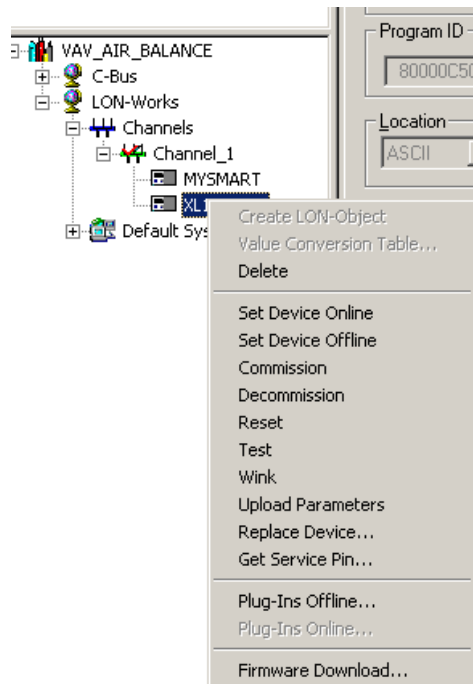 VAV_AIR_BALANCE
C-Bus
LON-Works
Channels
Channel_1
MYSMART
Default
Program ID
80000C50
Location
ASCII
Create LON-Object
Value Conversion Table...
Delete
Set Device Online
Set Device Offline
Commission
Decommission
Reset
Test
Wink
Upload Parameters
Replace Device...
Get Service Pin...
Plug-Ins Offline...
Plug-Ins Online...
Firmware Download...